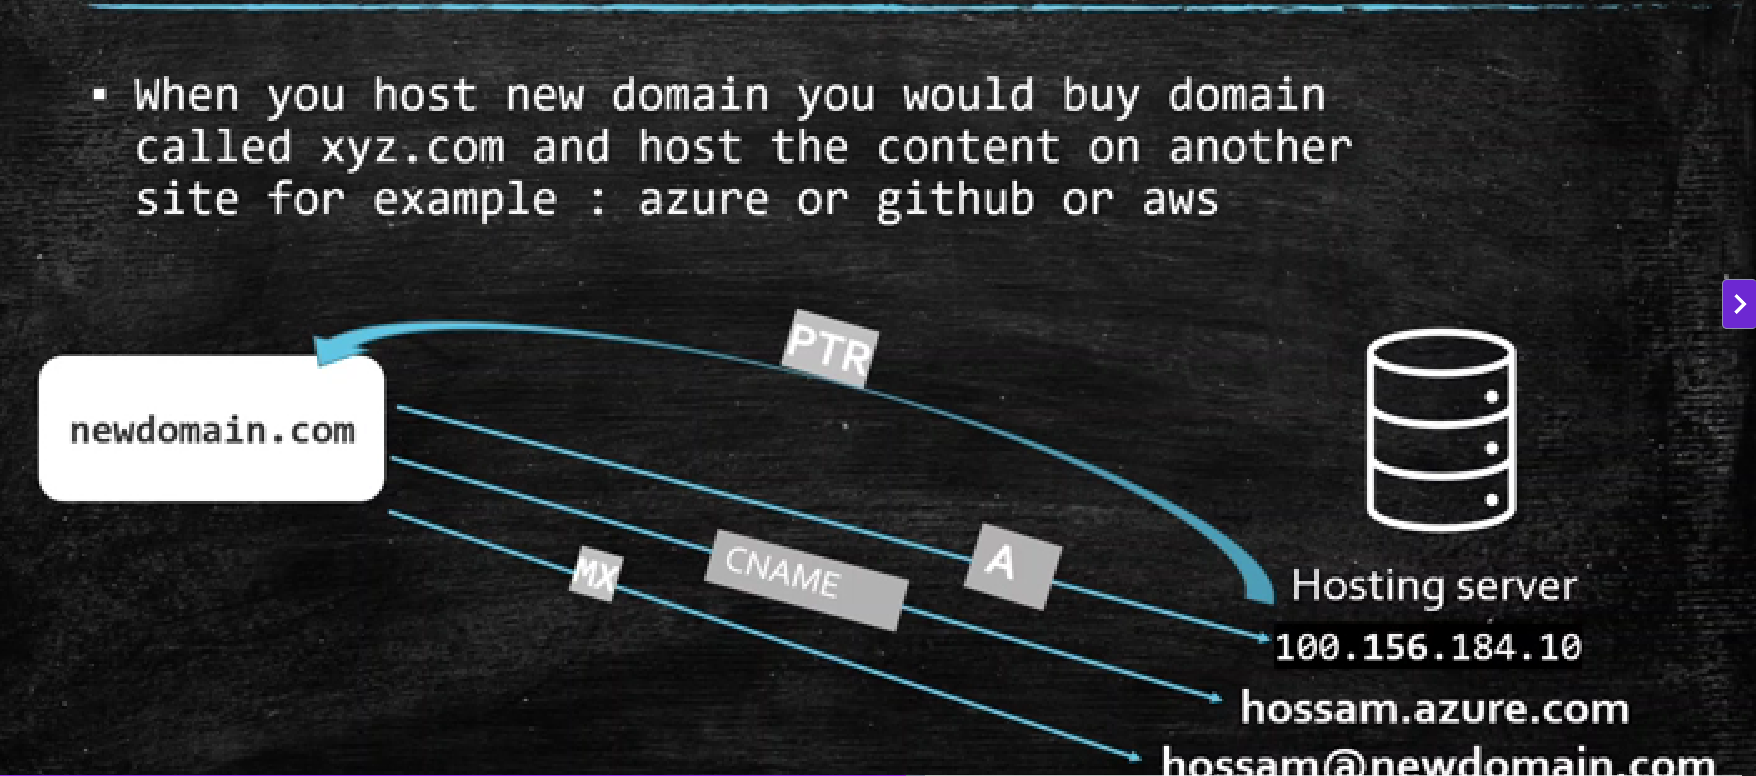 ▪ When you host new domain you would buy domain
called xyz.com and host the content on another
site for example : azure or github or aws
PTR
newdomain.com
A
CNAME
MX
Hosting server
100.156.184.10
hossam.azure.com
hossam@newdomain.com